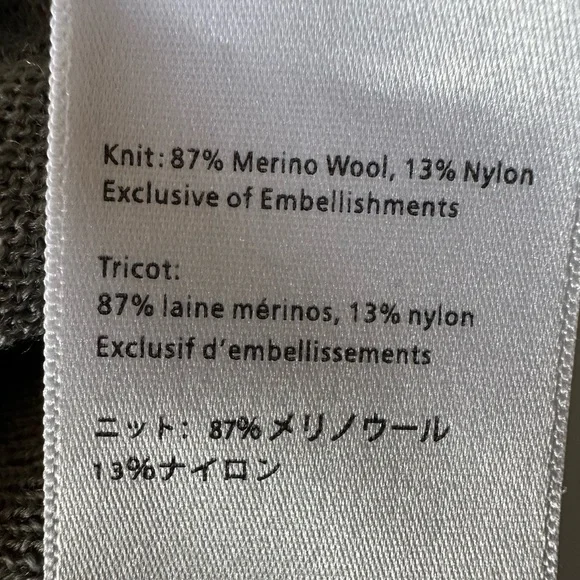 Knit: 87% Merino Wool, 13% Nylon
Exclusive of Embellishments
Tricot:
87% laine mérinos, 13% nylon
Exclusif d'embellissements
ニット: 87% メリノウール
13%ナイロン